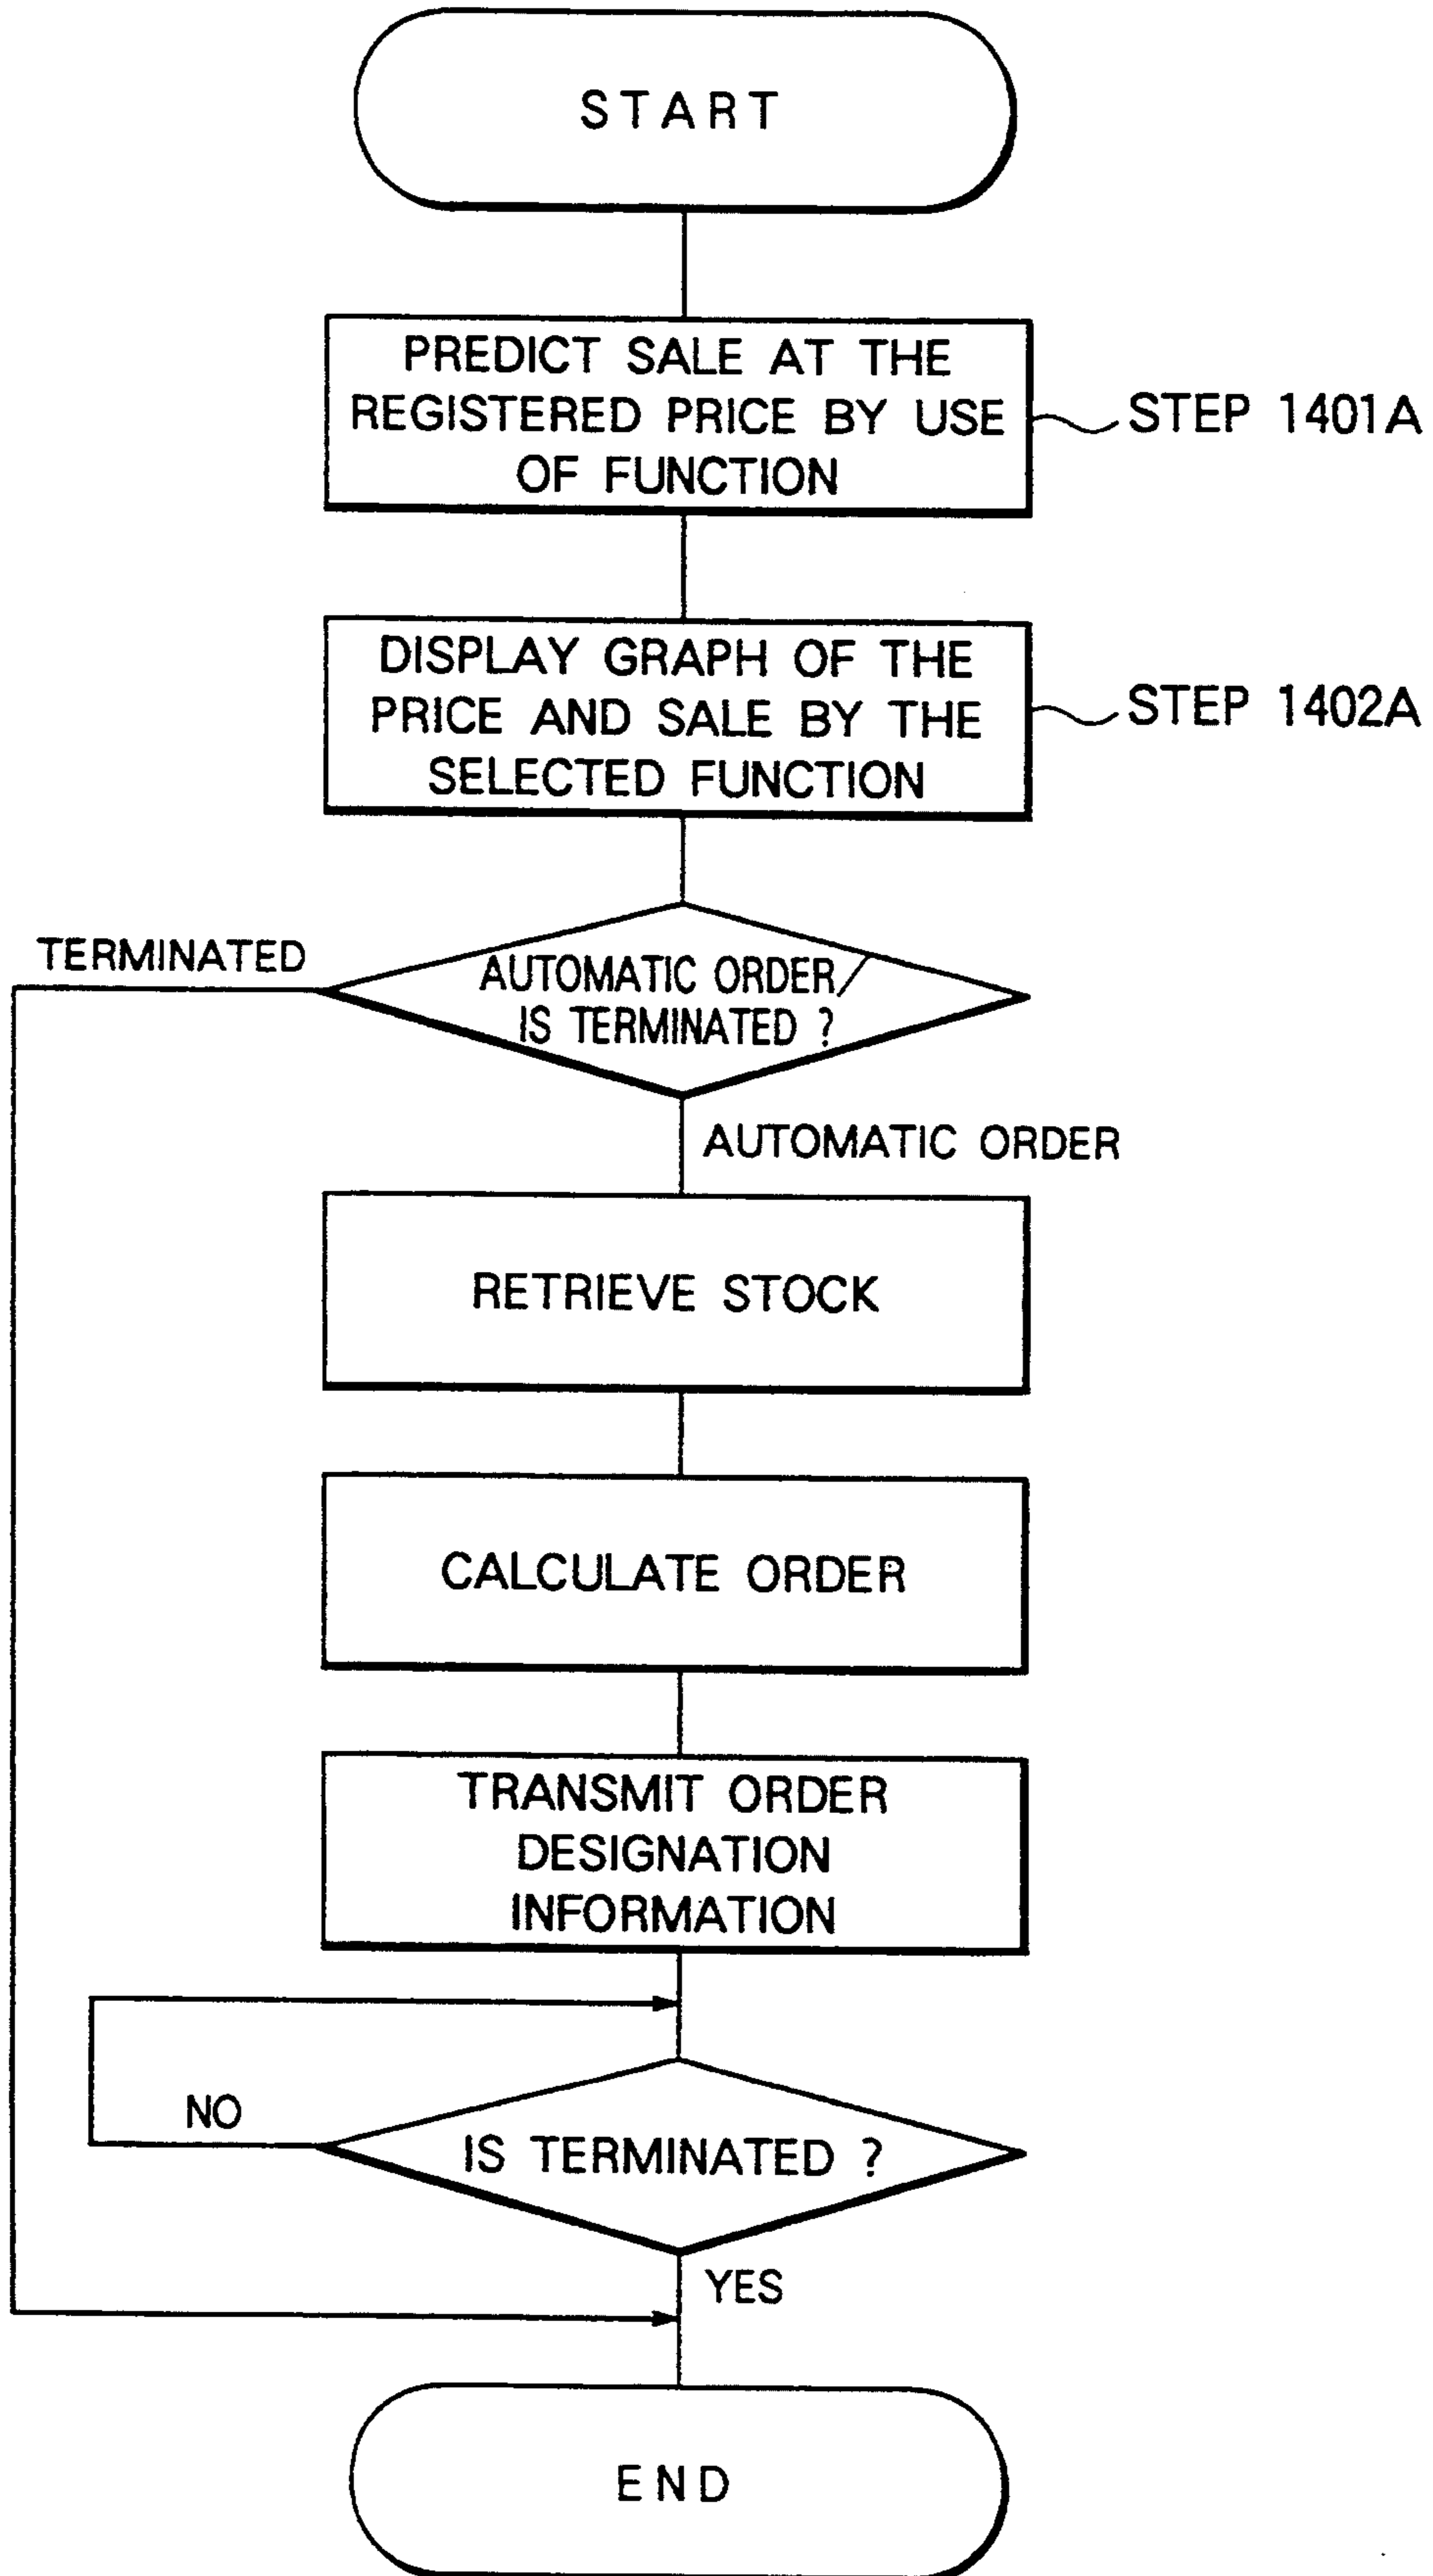 START
PREDICT SALE AT THE
REGISTERED PRICE BY USE
OF FUNCTION
STEP 1401A
DISPLAY GRAPH OF THE
PRICE AND SALE BY THE
SELECTED FUNCTION
STEP 1402A
TERMINATED
AUTOMATIC ORDER/
IS TERMINATED ?
AUTOMATIC ORDER
RETRIEVE STOCK
CALCULATE ORDER
TRANSMIT ORDER
DESIGNATION
INFORMATION
NO
IS TERMINATED ?
YES
END